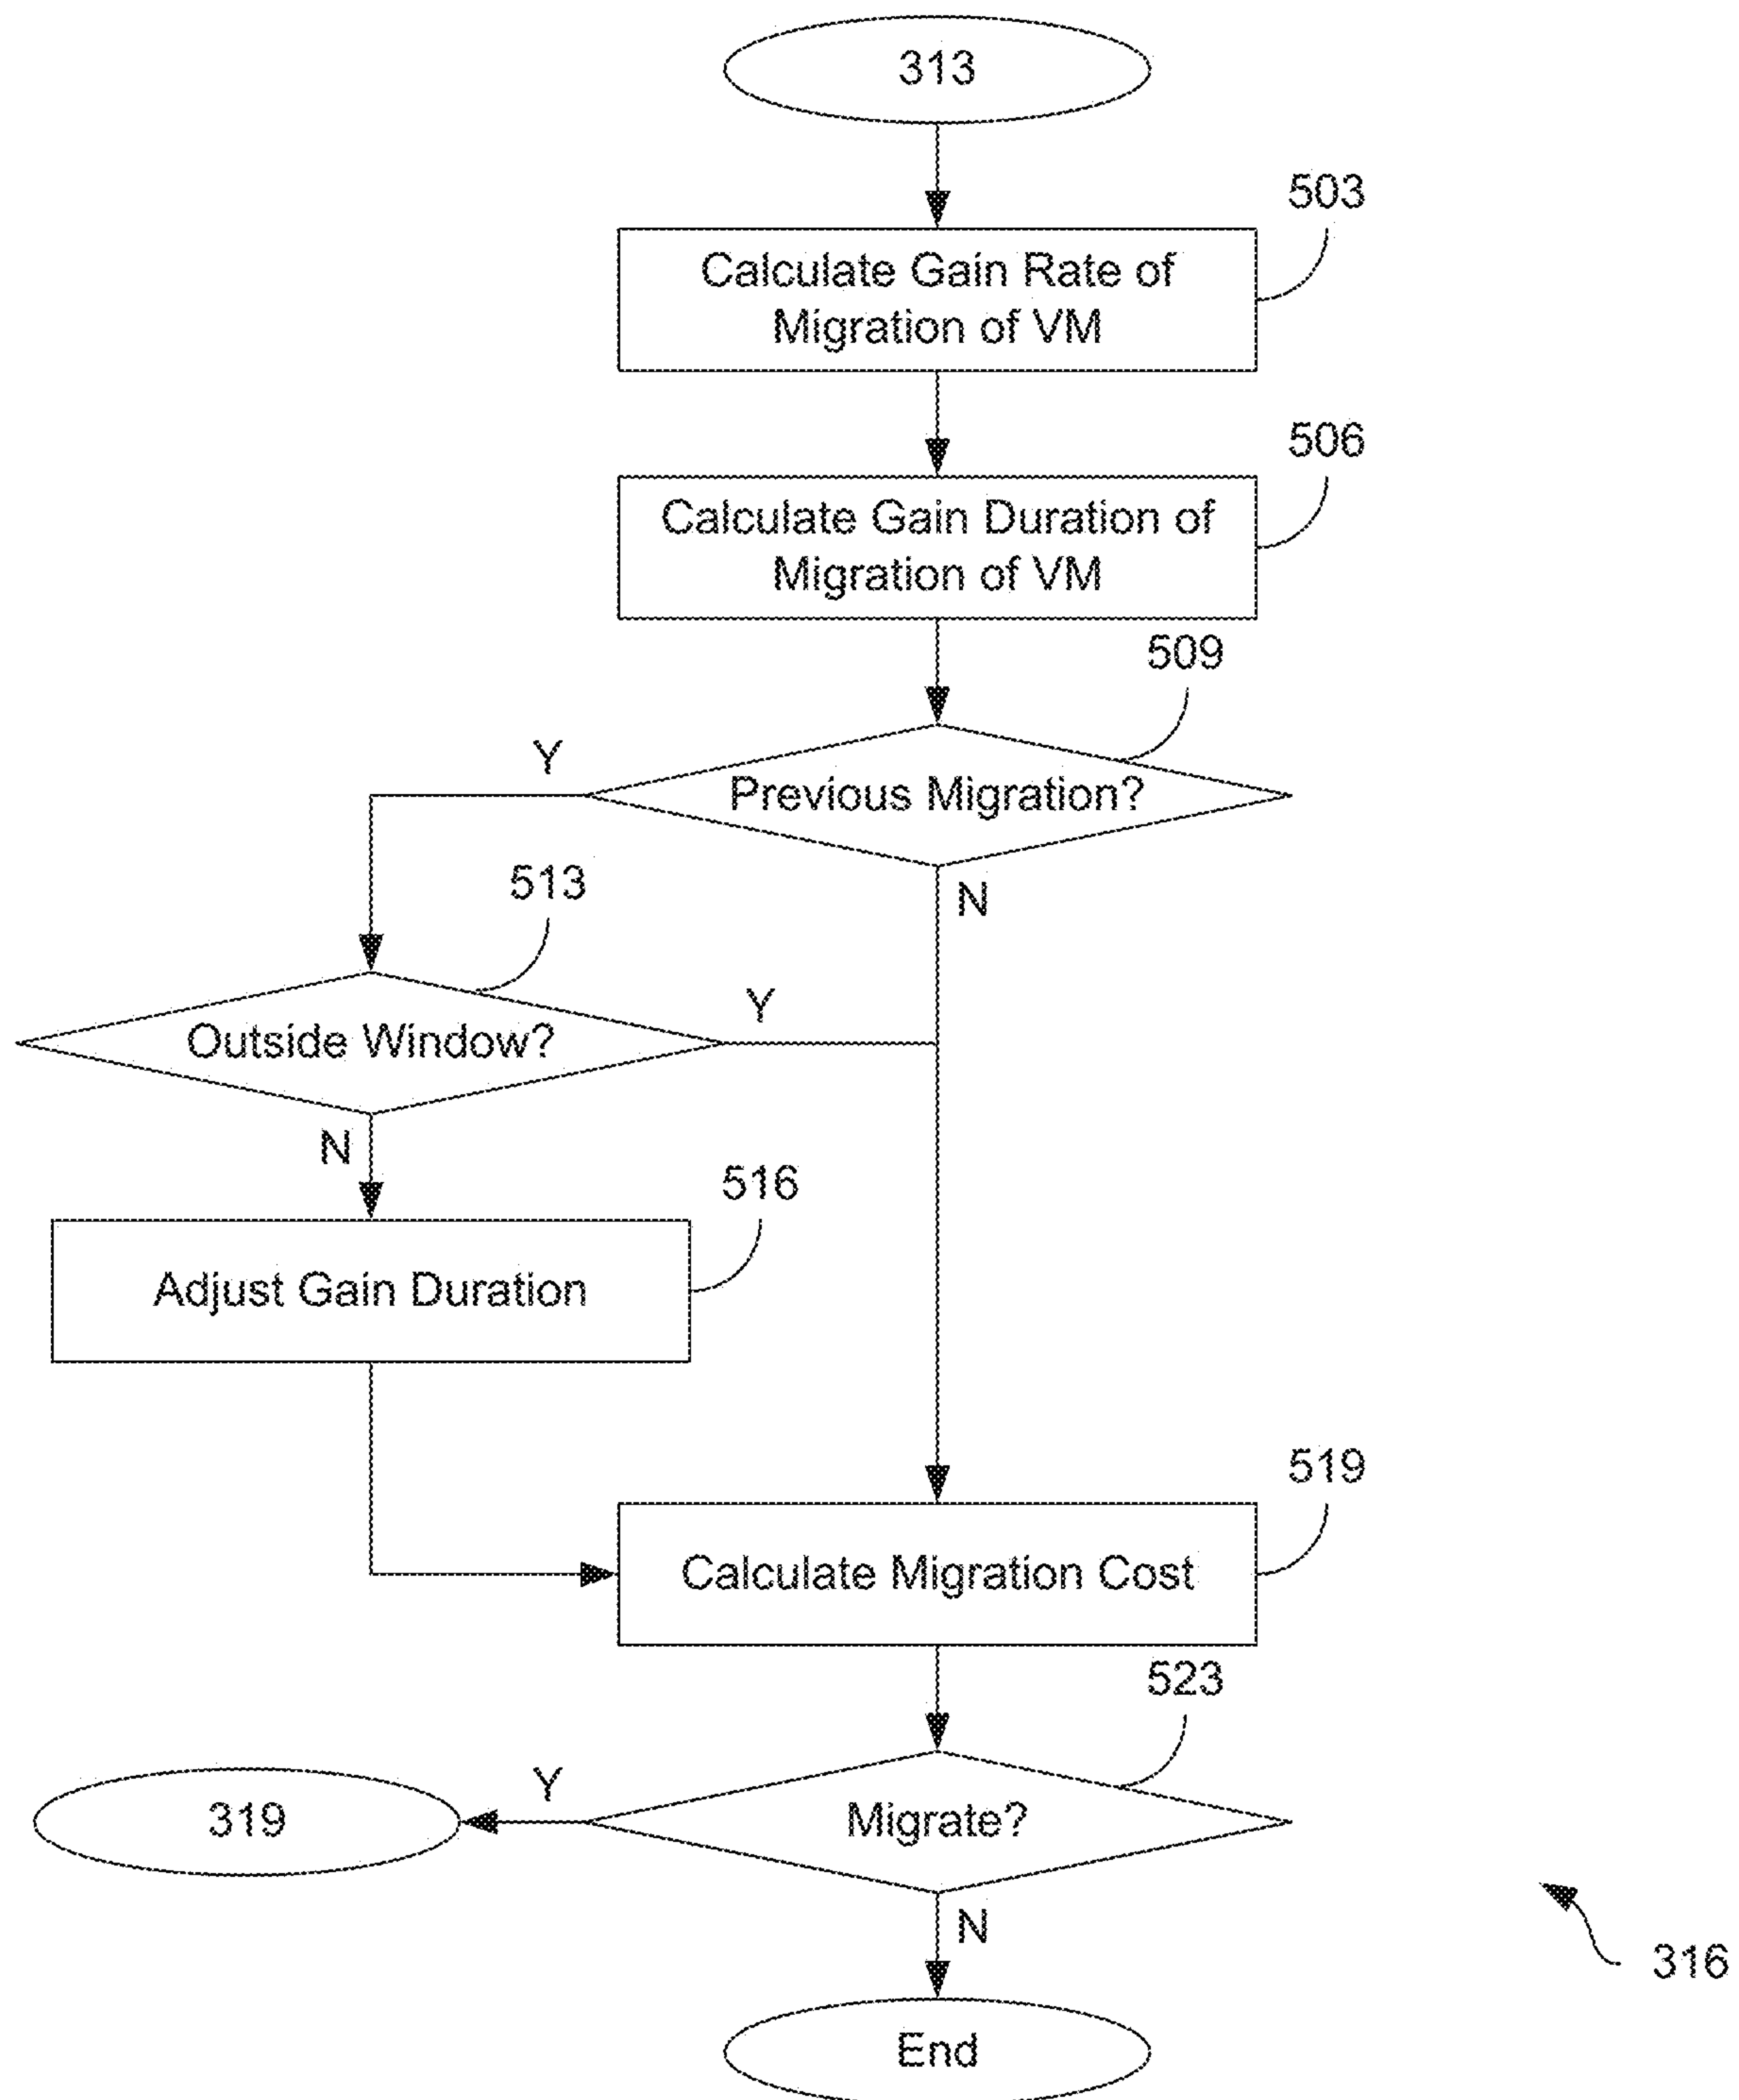 313
503
Calculate Gain Rate of
Migration of VM
506
Calculate Gain Duration of
Migration of VM
509
Y
Previous Migration?
N
513
Y
Outside Window?
N
516
Adjust Gain Duration
519
Calculate Migration Cost
523
Y
319
Migrate?
N
316
End